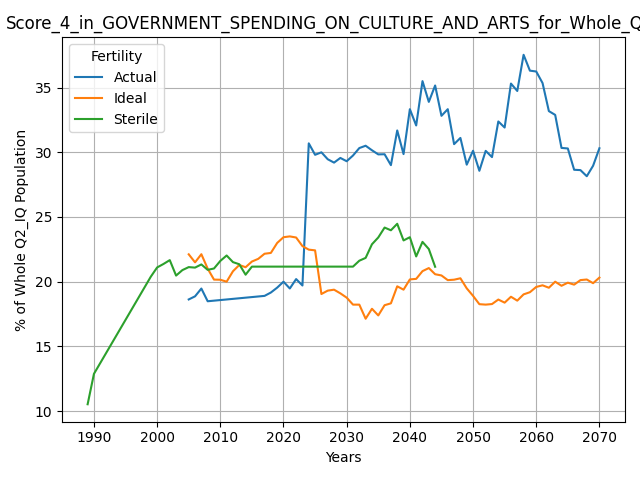 Score_4_in_GOVERNMENT_SPENDING_ON_CULTURE_AND_ARTS_for_Whole_Q
Fertility
Actual
Ideal
Sterile
% of Whole Q2_IQ Population
35
30
25
20
15
10
1990 2000 2010 2020 2030 2040 2050 2060 2070
Years